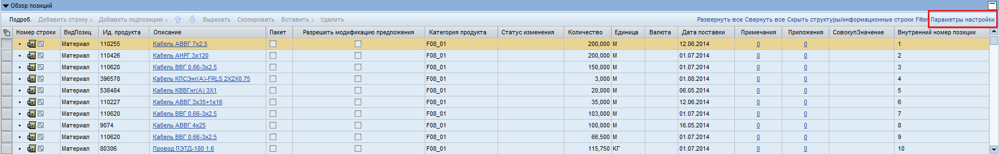 Обзор позиций
Подроб. Добавить строку Добавить подпозицию Вырезать Скопировать Вставить Удалить Развернуть все Свернуть все Скрыть структуры/информационные строки Filter Параметры настройки
Номер строки ВидПозиц Ид. продукта Описание Пакет Разрешить модификацию предложения Категория продукта Статус изменения Количество Единица Валюта Дата поставки Примечания Приложения СовокупЗначение Внутренний номер позиции
Материал 110255 Кабель АВВГ 7х2.5 F08_01 200,000 М 12.06.2014 0 0 1
Материал 110426 Кабель АНРГ 3х120 F08_01 200,000 М 01.07.2014 0 0 2
Материал 110620 Кабель ВВГ 0.66-3х2.5 F08_01 150,000 М 01.07.2014 0 0 3
Материал 396578 Кабель КПСЭнг(А)-FRLS 2Х2Х0.75 F08_01 3,000 М 01.08.2014 0 0 4
Материал 536484 Кабель КВВГнг(А) 3Х1 F08_01 20,000 М 06.05.2014 0 0 5
Материал 110227 Кабель АВВГ 3х35+1х16 F08_01 35,000 М 12.06.2014 0 0 6
Материал 110620 Кабель ВВГ 0.66-3х2.5 F08_01 103,000 М 01.07.2014 0 0 7
Материал 9074 Кабель АВВГ 4х25 F08_01 100,000 М 16.05.2014 0 0 8
Материал 110620 Кабель ВВГ 0.66-3х2.5 F08_01 66,500 М 01.07.2014 0 0 9
Материал 80306 Провод ПЭТД-180 1.6 F08_01 115,750 КГ 01.07.2014 0 0 10